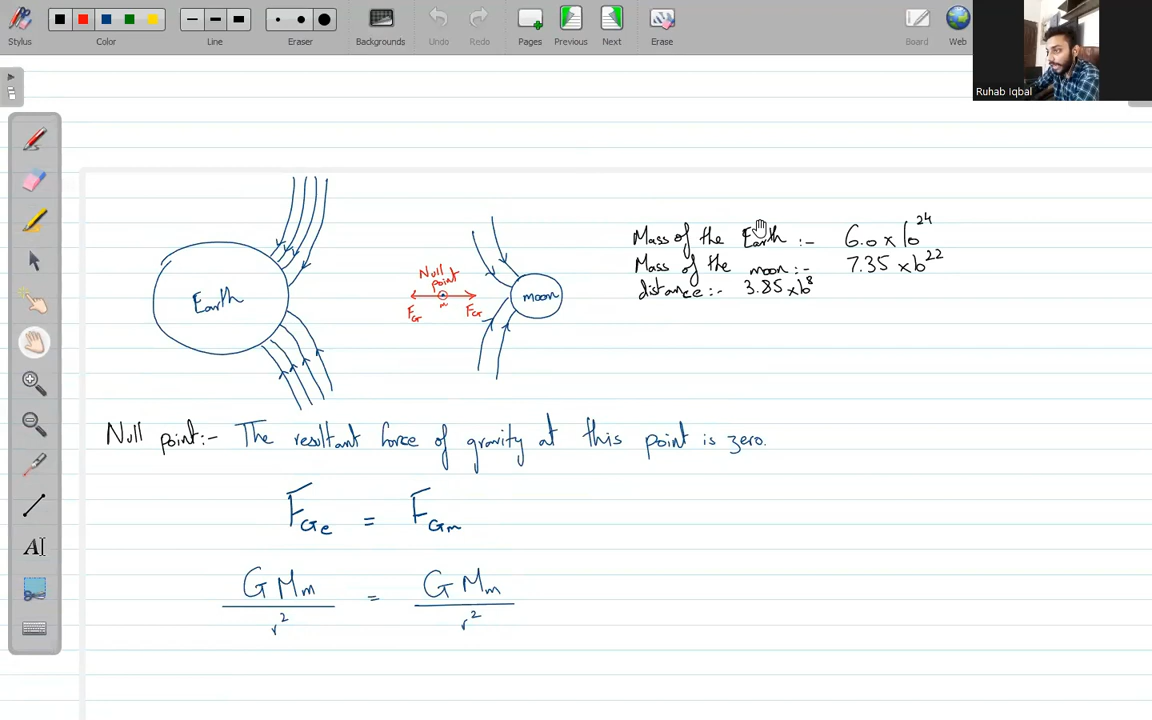 Stylus
Color
Line
Eraser
Backgrounds
Undo
Redo
Pages
Previous
Next
Erase
Board
Web
Ruhab Iqbal
Earth
Null
point
m
FG
FG
moon
Mass of the Earth :- 6.0 x 10^24
Mass of the moon :- 7.35 x 10^22
distance :- 3.85 x 10^8
Null point :- The resultant force of gravity at this point is zero.
FGe = FGm
GMm / r² = GMm / r²
AI